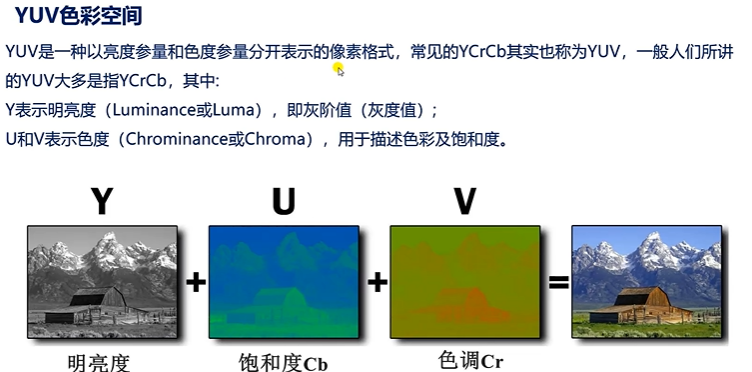 YUV色彩空间
YUV是一种以亮度参量和色度参量分开表示的像素格式，常见的YCrCb其实也称为YUV，一般人们所讲
的YUV大多是指YCrCb，其中:
Y表示明亮度（Luminance或Luma），即灰阶值（灰度值）;
U和V表示色度（Chrominance或Chroma），用于描述色彩及饱和度。
Y U V
+ + =
明亮度 饱和度Cb 色调Cr